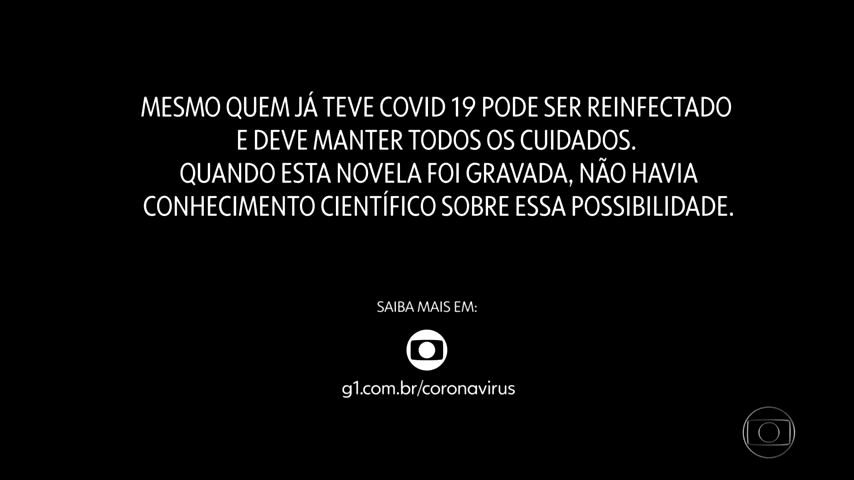 MESMO QUEM JÁ TEVE COVID 19 PODE SER REINFECTADO
E DEVE MANTER TODOS OS CUIDADOS.
QUANDO ESTA NOVELA FOI GRAVADA, NÃO HAVIA
CONHECIMENTO CIENTÍFICO SOBRE ESSA POSSIBILIDADE.
SAIBA MAIS EM:
g1.com.br/coronavirus